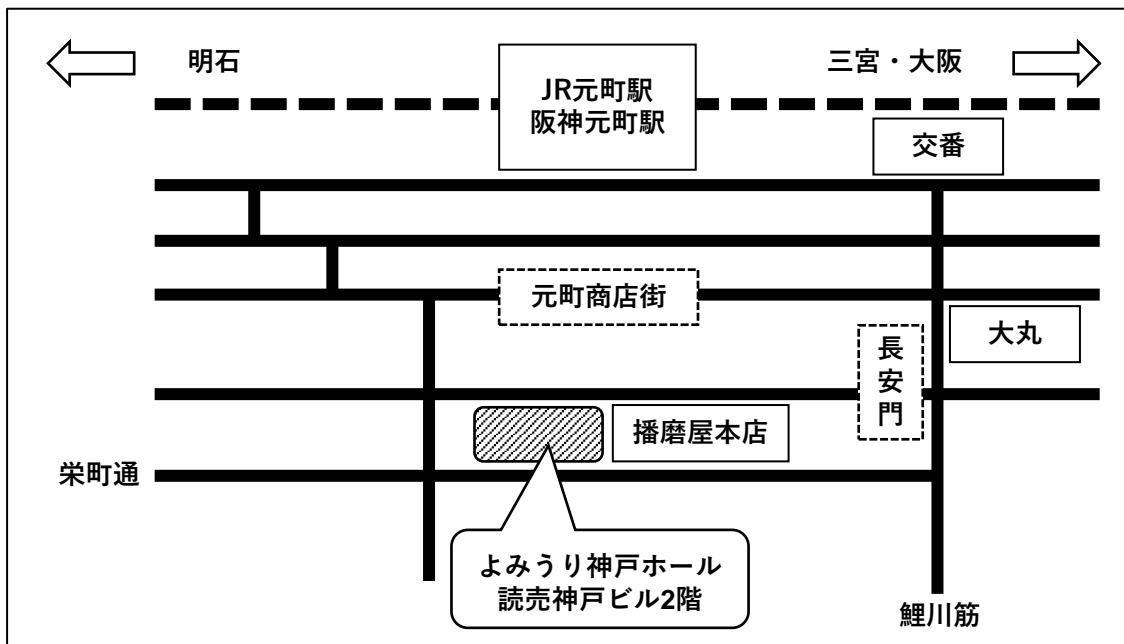 明石
三宮・大阪
JR元町駅
阪神元町駅
交番
元町商店街
大丸
長安門
播磨屋本店
栄町通
よみうり神戸ホール
読売神戸ビル2階
鯉川筋